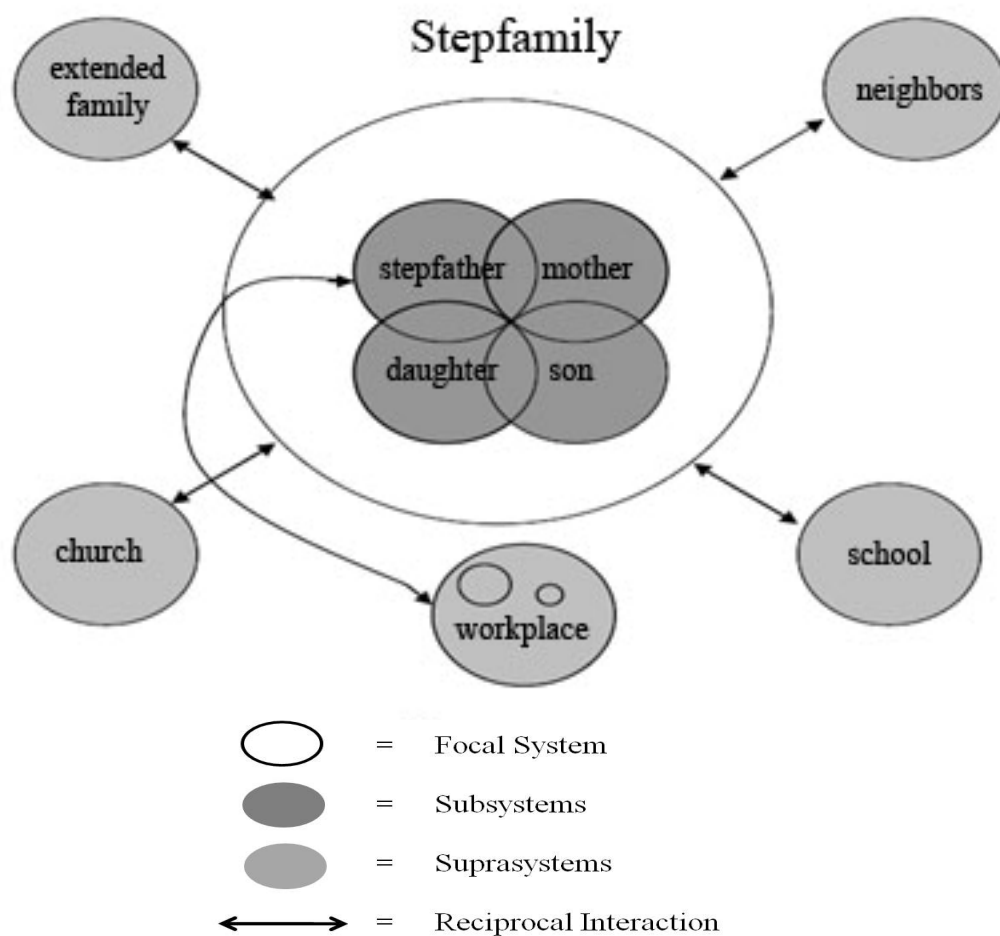 Stepfamily
extended
family
neighbors
stepfather
mother
daughter
son
church
school
workplace
= Focal System
= Subsystems
= Suprasystems
= Reciprocal Interaction